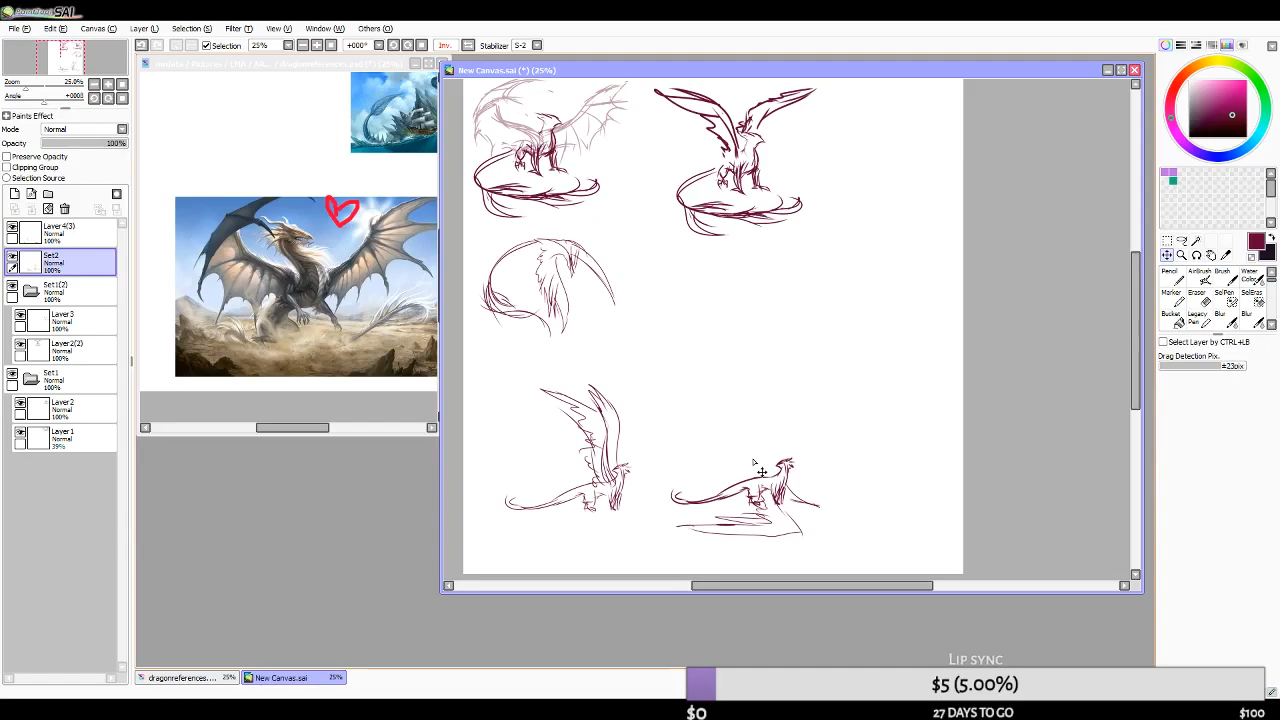 PaintTool SAI
File (F) Edit (E) Canvas (C) Layer (L) Selection (S) Filter (T) View (V) Window (W) Others (O)
Selection 25% +000° Inv. Stabilizer S-2
New Canvas.sai (*) (25%)
Zoom 25.0%
Angle +000θ
Paints Effect
Mode Normal
Opacity 100%
Preserve Opacity
Clipping Group
Selection Source
Layer4(3)
Normal
100%
Set2
Normal
100%
Set1(2)
Normal
100%
Layer3
Normal
100%
Layer2(2)
Normal
100%
Set1
Normal
100%
Layer2
Normal
100%
Layer1
Normal
39%
Pencil AirBrush Brush Water Color
Marker Eraser SelPen SelEras
Bucket Legacy Pen Blur Blur
Select Layer by CTRL+LB
Drag Detection Pix.
±23pix
dragonreferences.... 25% New Canvas.sai 25%
Lip sync
$5 (5.00%)
$0 27 DAYS TO GO $100